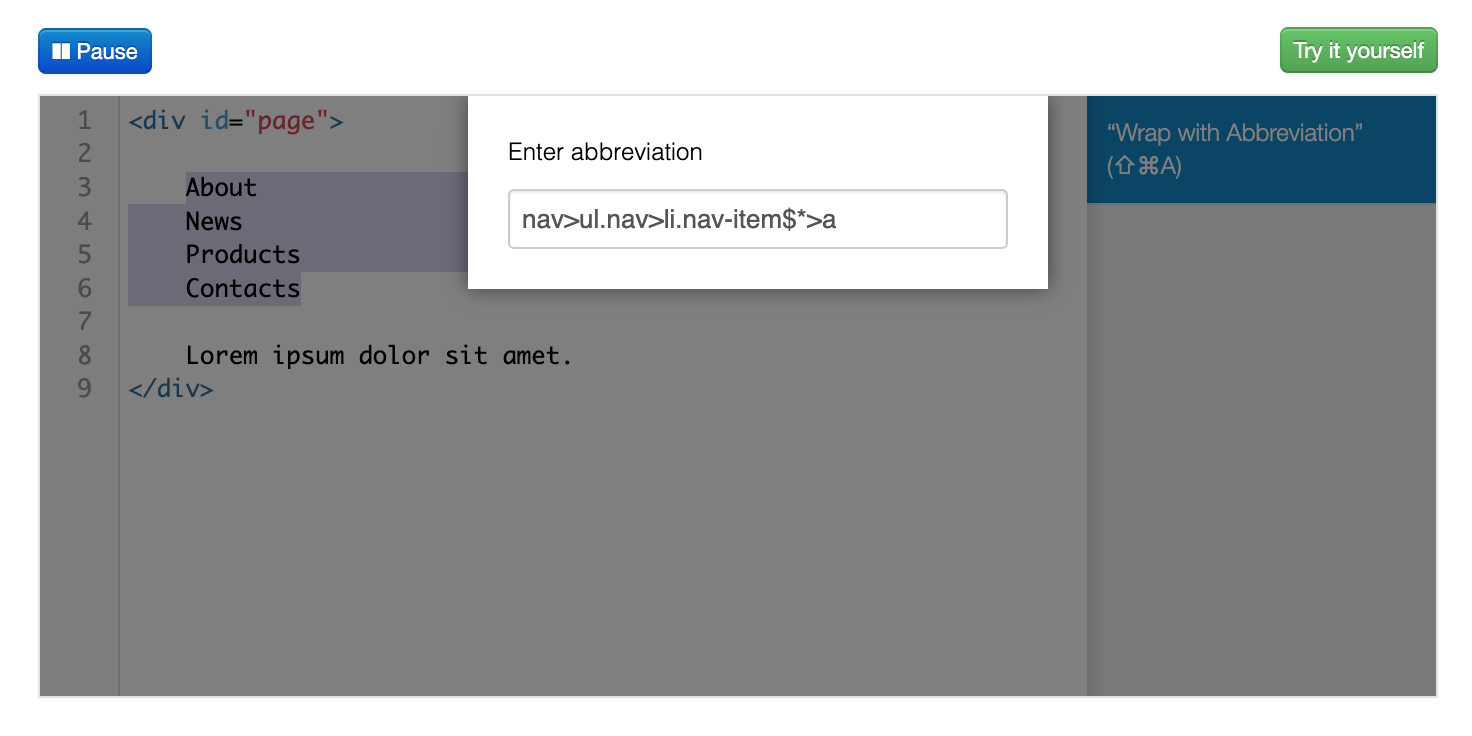 Pause
Try it yourself
1 <div id="page">
2
3 About
4 News
5 Products
6 Contacts
7
8 Lorem ipsum dolor sit amet.
9 </div>
Enter abbreviation
nav>ul.nav>li.nav-item$*>a
“Wrap with Abbreviation”
(⇧⌘A)